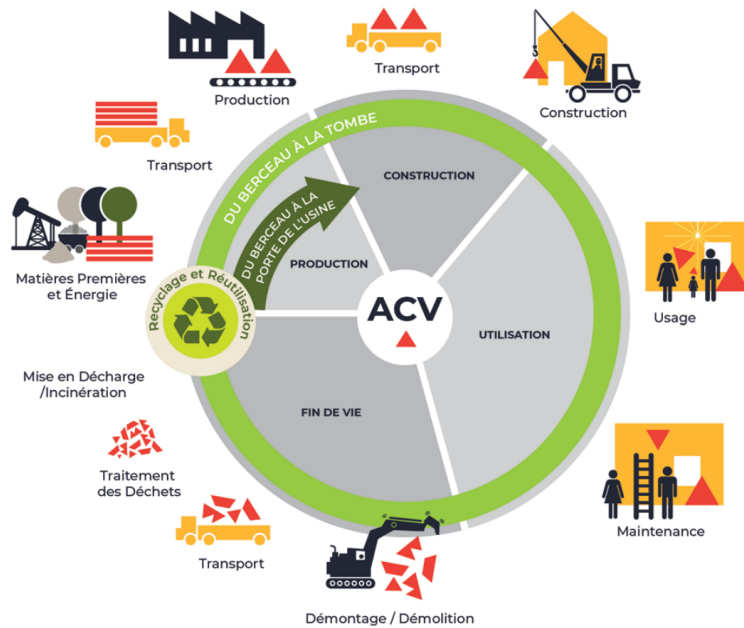 Production
Transport
Construction
Transport
Matières Premières
et Énergie
Mise en Décharge
/Incinération
Traitement
des Déchets
Transport
Démontage / Démolition
Maintenance
Usage
DU BERCEAU À LA TOMBE
DU BERCEAU À LA
PORTE DE L'USINE
Recyclage et Réutilisation
PRODUCTION
CONSTRUCTION
UTILISATION
FIN DE VIE
ACV